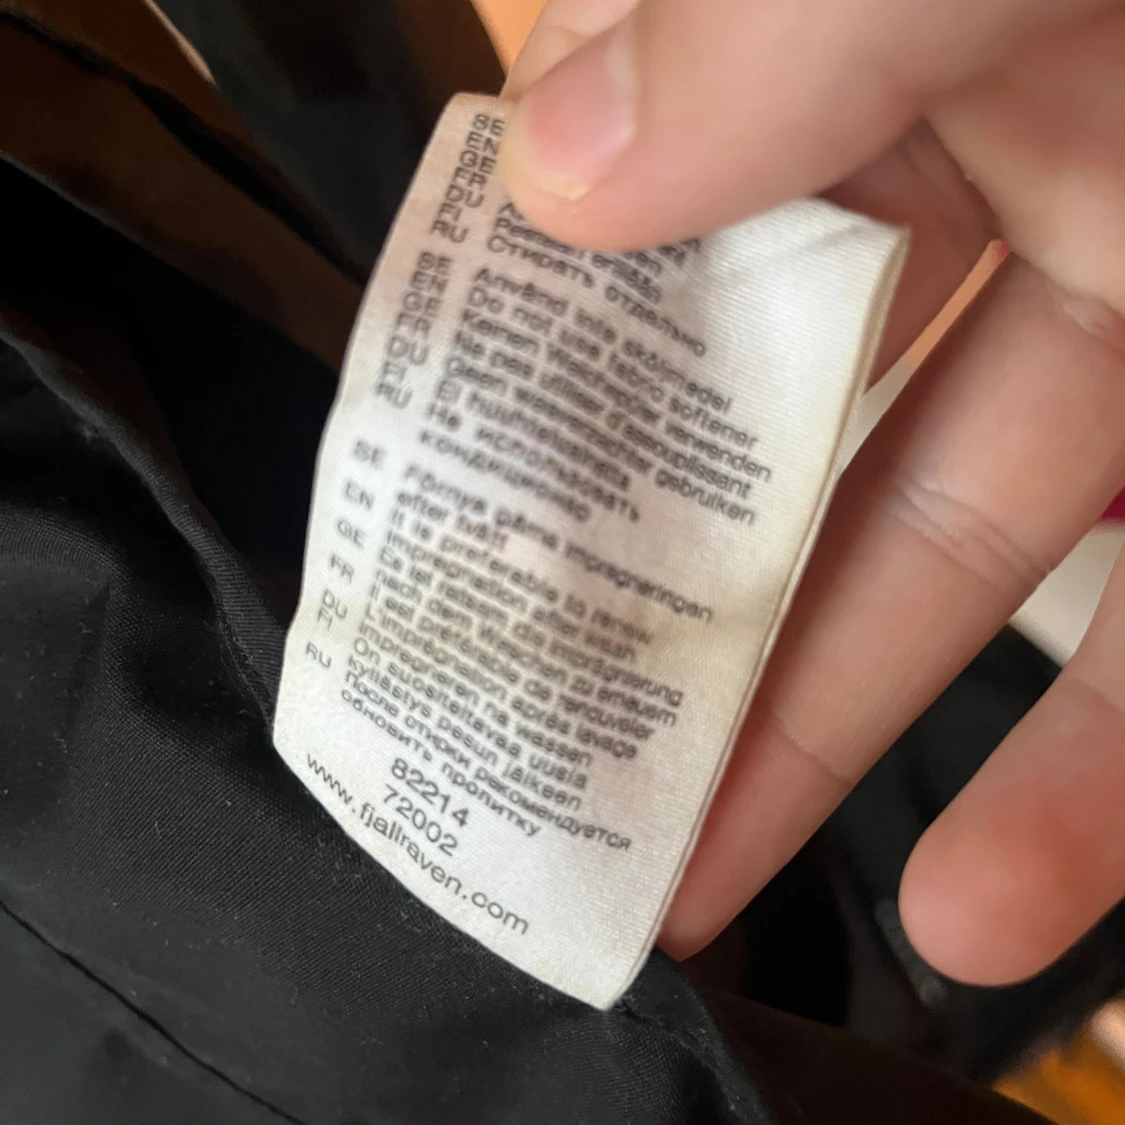 SE
EN
GE
FR
DU
FI
RU
Pestään erillään
Стирать отдельно
SE Använd inte sköljmedel
EN Do not use fabric softener
GE Keinen Weichspüler verwenden
FR Ne pas utiliser d'assouplissant
DU Geen wasverzachter gebruiken
FI Ei huuhteluainetta
RU Не использовать
кондиционер
SE Förnya gärna impregneringen
efter tvätt
EN It is preferable to renew
impregnation after wash
GE Es ist ratsam, die Imprägnierung
nach dem Waschen zu erneuern
FR Il est préférable de renouveler
l'imprégnation après lavage
DU Impregneren na wassen
FI On suositeltavaa uusia
kyllästys pesun jälkeen
RU После стирки рекомендуется
обновить пропитку
82214
72002
www.fjallraven.com